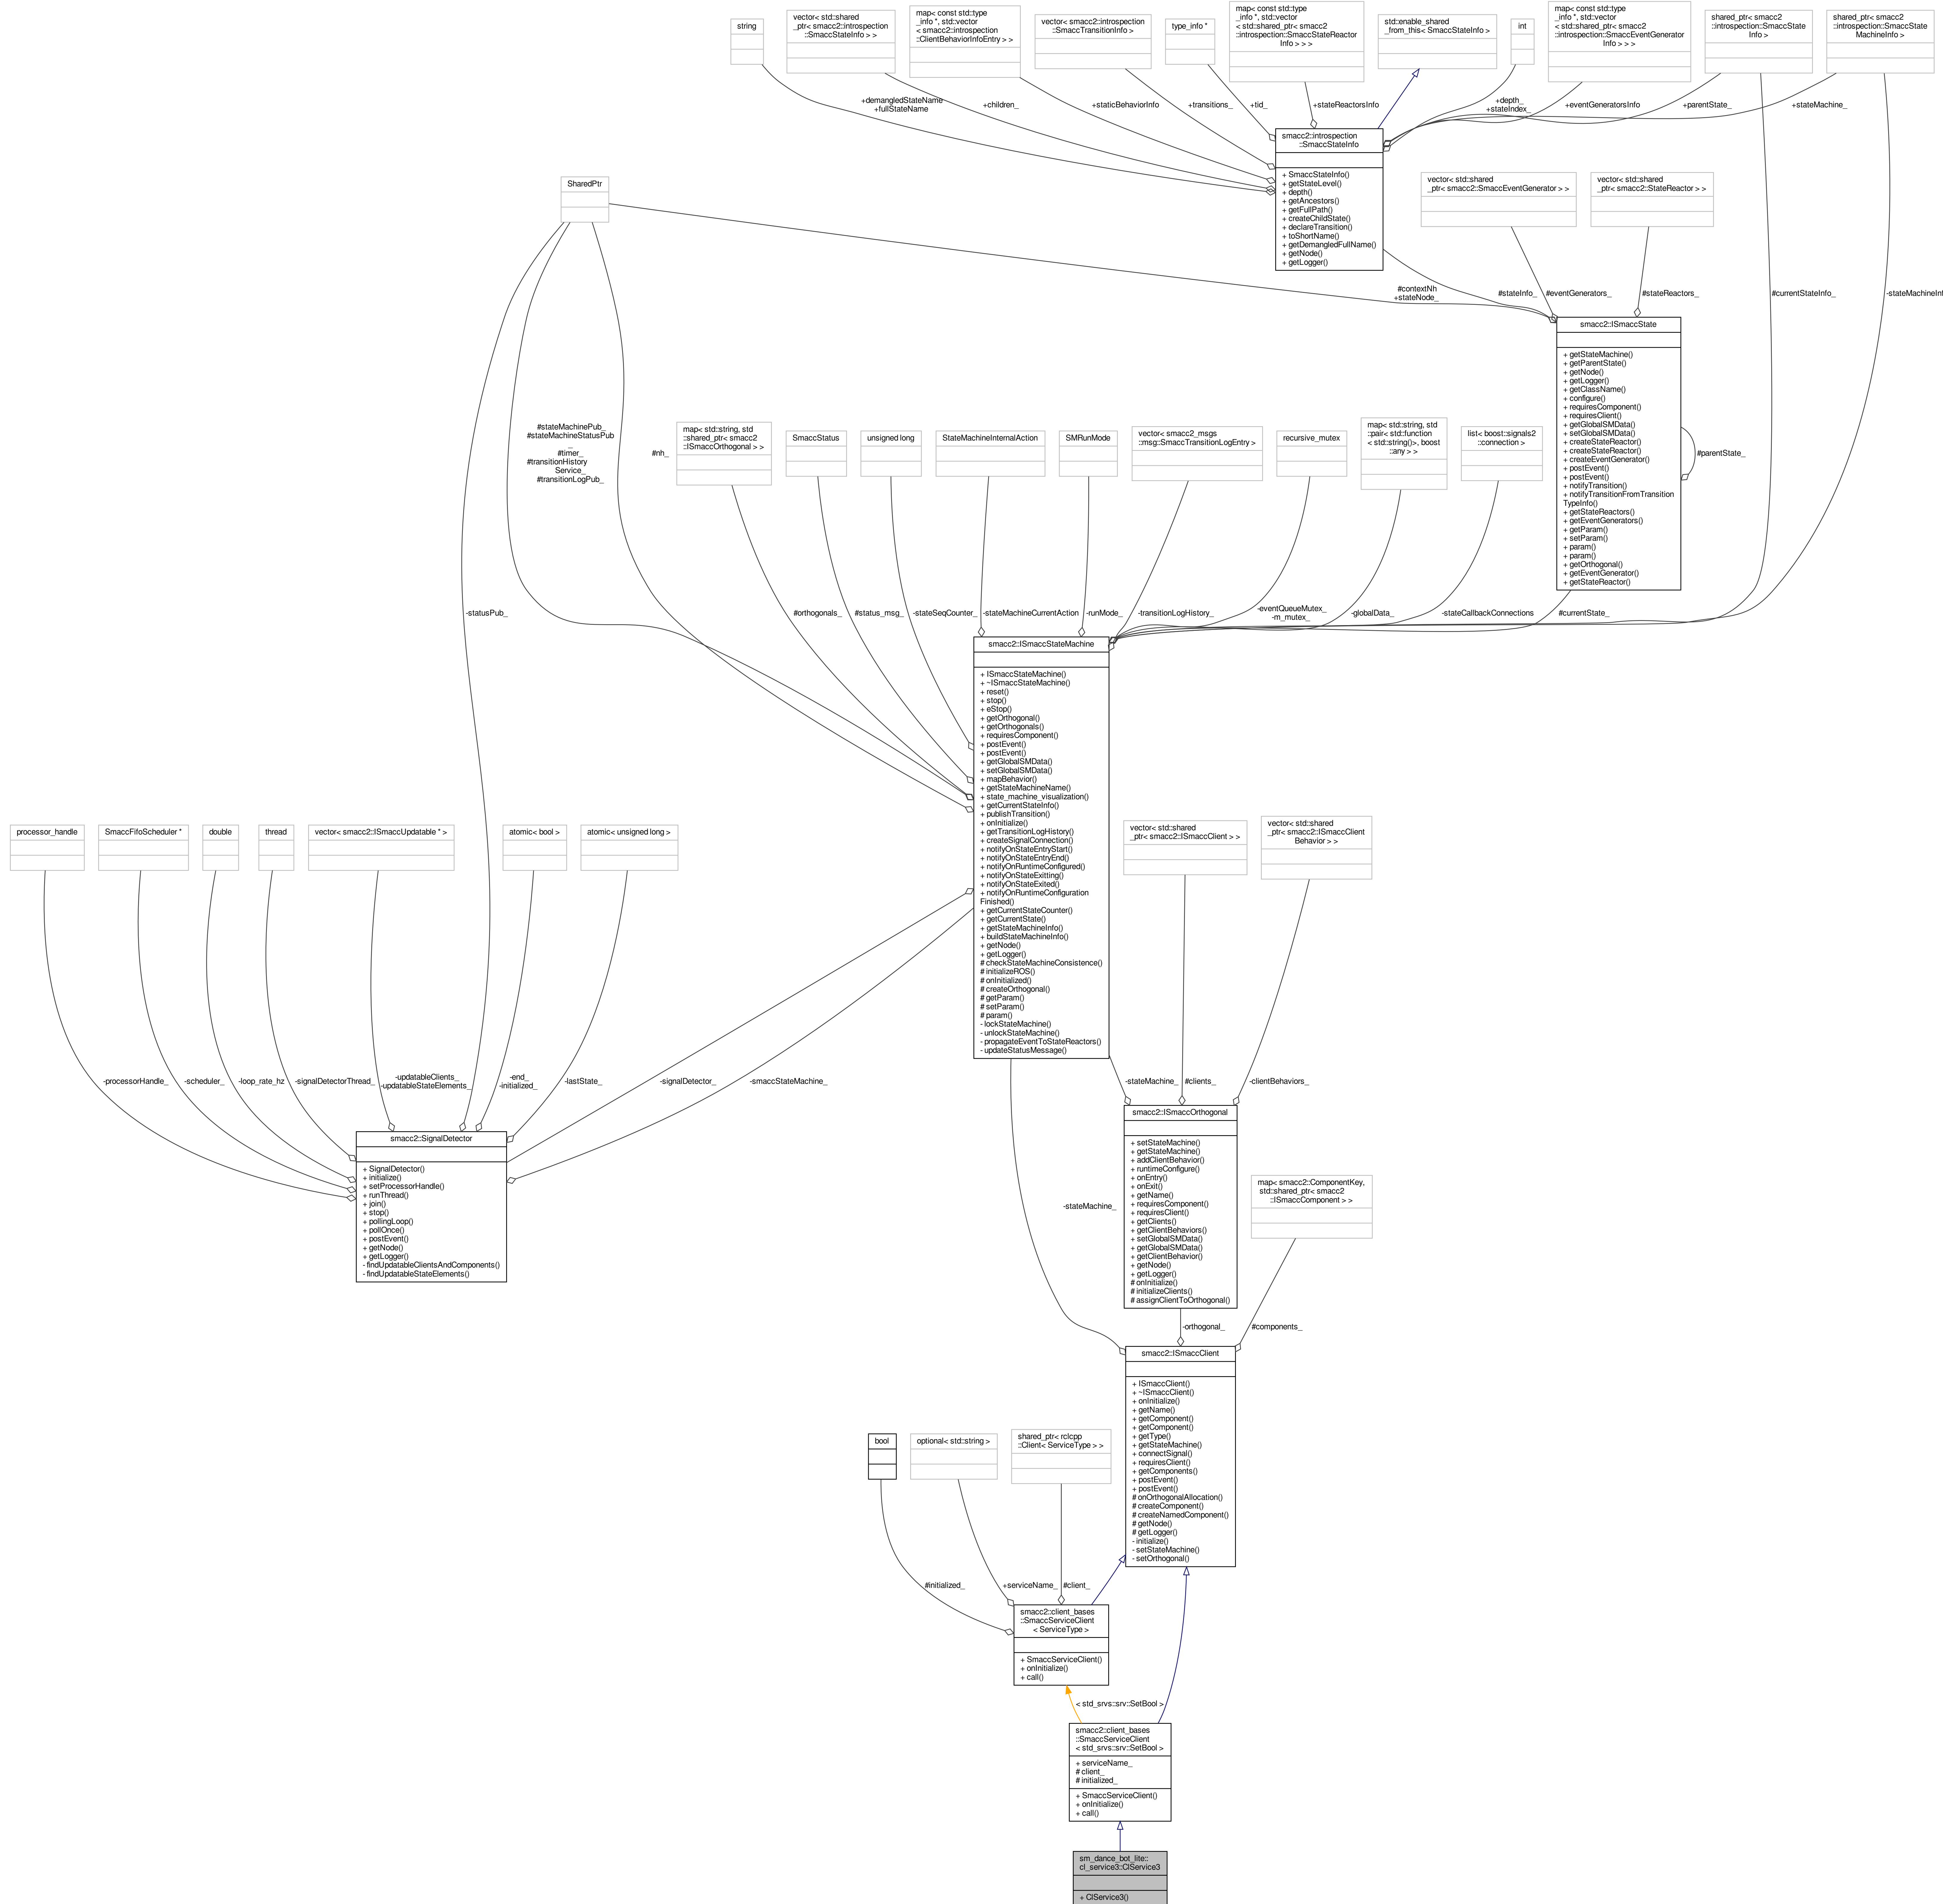 string
vector< std::shared
_ptr< smacc2::introspection
::SmaccStateInfo > >
map< const std::type
_info *, std::vector
< smacc2::introspection
::ClientBehaviorInfoEntry > >
vector< smacc2::introspection
::SmaccTransitionInfo >
type_info *
map< const std::type
_info *, std::vector
< std::shared_ptr< smacc2
::introspection::SmaccStateReactor
Info > > >
std::enable_shared
_from_this< SmaccStateInfo >
int
map< const std::type
_info *, std::vector
< std::shared_ptr< smacc2
::introspection::SmaccEventGenerator
Info > > >
shared_ptr< smacc2
::introspection::SmaccState
Info >
shared_ptr< smacc2
::introspection::SmaccState
MachineInfo >
+demangledStateName
+fullStateName
+children_
+staticBehaviorInfo
+transitions_
+tid_
+stateReactorsInfo
+depth_
+stateIndex_
+eventGeneratorsInfo
+parentState_
+stateMachine_
smacc2::introspection
::SmaccStateInfo
+ SmaccStateInfo()
+ getStateLevel()
+ depth()
+ getAncestors()
+ getFullPath()
+ createChildState()
+ declareTransition()
+ toShortName()
+ getDemangledFullName()
+ getNode()
+ getLogger()
SharedPtr
vector< std::shared
_ptr< smacc2::SmaccEventGenerator > >
vector< std::shared
_ptr< smacc2::StateReactor > >
#contextNh
+stateNode_
#stateInfo_
#eventGenerators_
#stateReactors_
#currentStateInfo_
-stateMachineInf
smacc2::ISmaccState
+ getStateMachine()
+ getParentState()
+ getNode()
+ getLogger()
+ getClassName()
+ configure()
+ requiresComponent()
+ requiresClient()
+ getGlobalSMData()
+ setGlobalSMData()
+ createStateReactor()
+ createStateReactor()
+ createEventGenerator()
+ postEvent()
+ postEvent()
+ notifyTransition()
+ notifyTransitionFromTransition
TypeInfo()
+ getStateReactors()
+ getEventGenerators()
+ getParam()
+ setParam()
+ param()
+ param()
+ getOrthogonal()
+ getEventGenerator()
+ getStateReactor()
#parentState_
#stateMachinePub_
#stateMachineStatusPub
_
#timer_
#transitionHistory
Service_
#transitionLogPub_
#nh_
map< std::string, std
::shared_ptr< smacc2
::ISmaccOrthogonal > >
SmaccStatus
unsigned long
StateMachineInternalAction
SMRunMode
vector< smacc2_msgs
::msg::SmaccTransitionLogEntry >
recursive_mutex
map< std::string, std
::pair< std::function
< std::string()>, boost
::any > >
list< boost::signals2
::connection >
-statusPub_
#orthogonals_
#status_msg_
-stateSeqCounter_
-stateMachineCurrentAction
-runMode_
-transitionLogHistory_
-eventQueueMutex_
-m_mutex_
-globalData_
-stateCallbackConnections
#currentState_
smacc2::ISmaccStateMachine
+ ISmaccStateMachine()
+ ~ISmaccStateMachine()
+ reset()
+ stop()
+ eStop()
+ getOrthogonal()
+ getOrthogonals()
+ requiresComponent()
+ postEvent()
+ postEvent()
+ getGlobalSMData()
+ setGlobalSMData()
+ mapBehavior()
+ getStateMachineName()
+ state_machine_visualization()
+ getCurrentStateInfo()
+ publishTransition()
+ onInitialize()
+ getTransitionLogHistory()
+ createSignalConnection()
+ notifyOnStateEntryStart()
+ notifyOnStateEntryEnd()
+ notifyOnRuntimeConfigured()
+ notifyOnStateExitting()
+ notifyOnStateExited()
+ notifyOnRuntimeConfiguration
Finished()
+ getCurrentStateCounter()
+ getCurrentState()
+ getStateMachineInfo()
+ buildStateMachineInfo()
+ getNode()
+ getLogger()
# checkStateMachineConsistence()
# initializeROS()
# onInitialized()
# createOrthogonal()
# getParam()
# setParam()
# param()
- lockStateMachine()
- unlockStateMachine()
- propagateEventToStateReactors()
- updateStatusMessage()
processor_handle
SmaccFifoScheduler *
double
thread
vector< smacc2::ISmaccUpdatable * >
atomic< bool >
atomic< unsigned long >
vector< std::shared
_ptr< smacc2::ISmaccClient > >
vector< std::shared
_ptr< smacc2::ISmaccClient
Behavior > >
-processorHandle_
-scheduler_
-loop_rate_hz
-signalDetectorThread_
-updatableClients_
-updatableStateElements_
-end_
-initialized_
-lastState_
-signalDetector_
-smaccStateMachine_
-stateMachine_
#clients_
-clientBehaviors_
smacc2::SignalDetector
+ SignalDetector()
+ initialize()
+ setProcessorHandle()
+ runThread()
+ join()
+ stop()
+ pollingLoop()
+ pollOnce()
+ postEvent()
+ getNode()
+ getLogger()
- findUpdatableClientsAndComponents()
- findUpdatableStateElements()
smacc2::ISmaccOrthogonal
+ setStateMachine()
+ getStateMachine()
+ addClientBehavior()
+ runtimeConfigure()
+ onEntry()
+ onExit()
+ getName()
+ requiresComponent()
+ requiresClient()
+ getClients()
+ getClientBehaviors()
+ setGlobalSMData()
+ getGlobalSMData()
+ getClientBehavior()
+ getNode()
+ getLogger()
# onInitialize()
# initializeClients()
# assignClientToOrthogonal()
map< smacc2::ComponentKey,
std::shared_ptr< smacc2
::ISmaccComponent > >
-stateMachine_
-orthogonal_
#components_
smacc2::ISmaccClient
+ ISmaccClient()
+ ~ISmaccClient()
+ onInitialize()
+ getName()
+ getComponent()
+ getComponent()
+ getType()
+ getStateMachine()
+ connectSignal()
+ requiresClient()
+ getComponents()
+ postEvent()
+ postEvent()
# onOrthogonalAllocation()
# createComponent()
# createNamedComponent()
# getNode()
# getLogger()
- initialize()
- setStateMachine()
- setOrthogonal()
bool
optional< std::string >
shared_ptr< rclcpp
::Client< ServiceType > >
#initialized_
+serviceName_
#client_
smacc2::client_bases
::SmaccServiceClient
< ServiceType >
+ SmaccServiceClient()
+ onInitialize()
+ call()
< std_srvs::srv::SetBool >
smacc2::client_bases
::SmaccServiceClient
< std_srvs::srv::SetBool >
+ serviceName_
# client_
# initialized_
+ SmaccServiceClient()
+ onInitialize()
+ call()
sm_dance_bot_lite::
cl_service3::ClService3
+ ClService3()